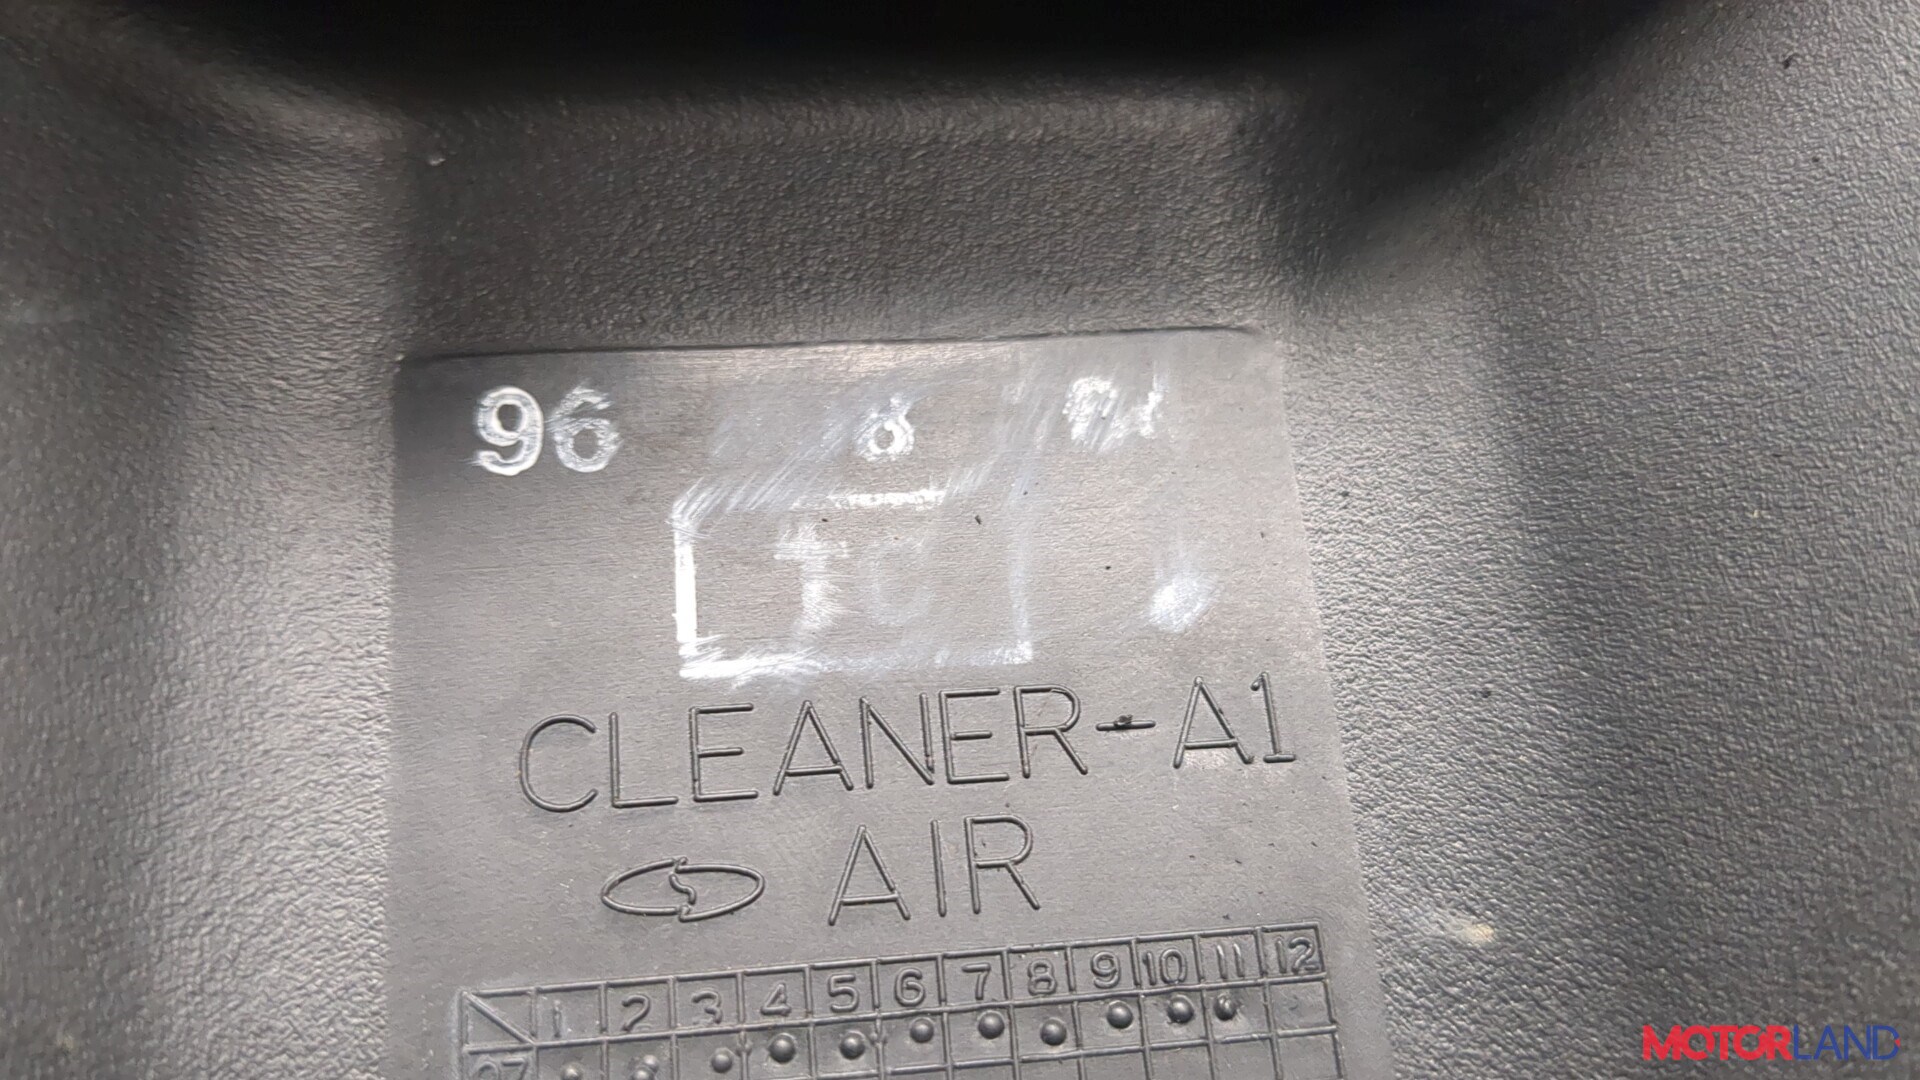 96
CLEANER-A1
AIR
1 2 3 4 5 6 7 8 9 10 11 12
MOTORLAND